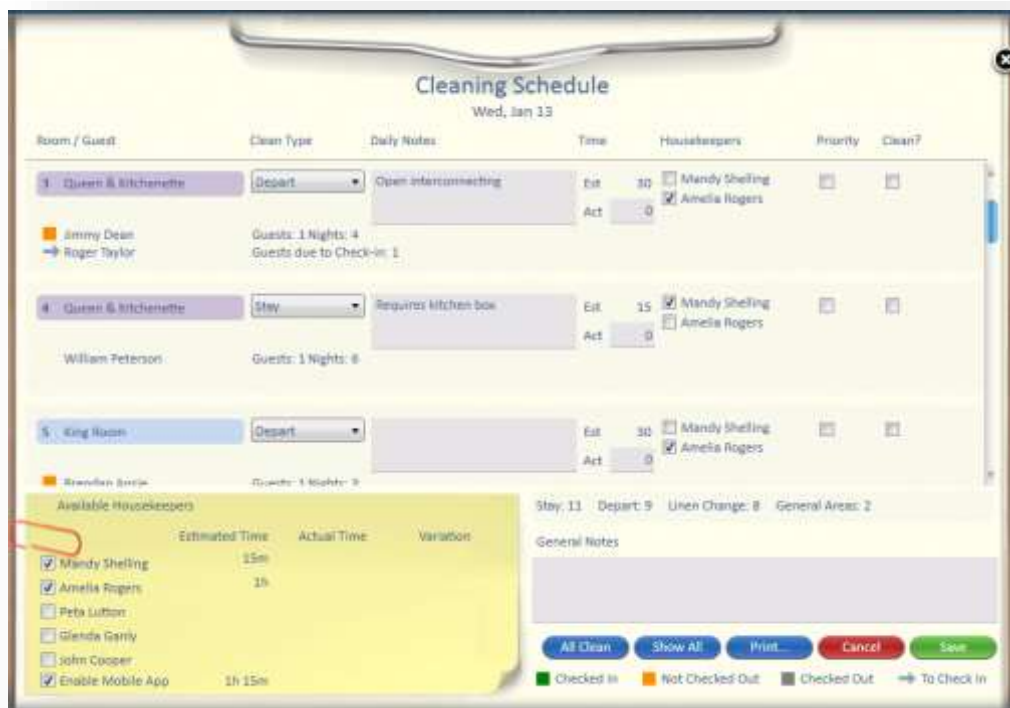 Cleaning Schedule
Wed, Jan 13
Room / Guest Clean Type Daily Notes Time Housekeepers Priority Clean?
3 Queen & Kitchenette Depart Open interconnecting Est 30 Mandy Shelling
Act 0 Amelia Rogers
Jimmy Dean Guests: 1 Nights: 4
Roger Taylor Guests due to Check-in: 1
4 Queen & Kitchenette Stay Requires kitchen box Est 15 Mandy Shelling
Act 0 Amelia Rogers
William Peterson Guests: 1 Nights: 6
5 King Room Depart Est 30 Mandy Shelling
Act 0 Amelia Rogers
Brendan Guests: 1 Nights:
Available Housekeepers
Stay: 11 Depart: 9 Linen Change: 8 General Areas: 2
Estimated Time Actual Time Variation
General Notes
Mandy Shelling 15m
Amelia Rogers 1h
Peta Lutton
Glenda Ganly
John Cooper
Enable Mobile App 1h 15m
All Clean Show All Print... Cancel Save
Checked In Not Checked Out Checked Out To Check In